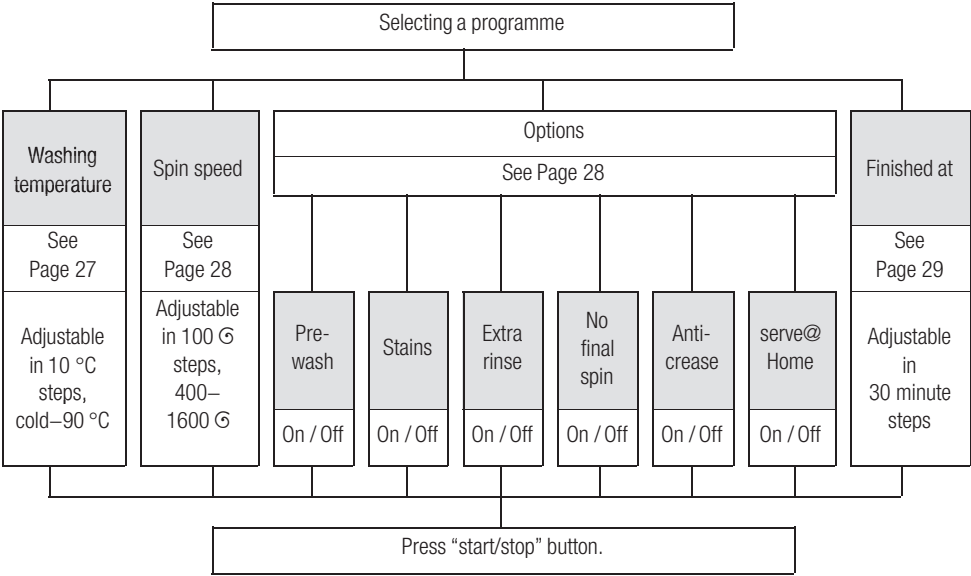 Selecting a programme
Washing
temperature
See
Page 27
Adjustable
in 10 °C
steps,
cold–90 °C
Spin speed
See
Page 28
Adjustable
in 100
steps,
400–
1600
Options
See Page 28
Pre-
wash
On / Off
Stains
On / Off
Extra
rinse
On / Off
No
final
spin
On / Off
Anti-
crease
On / Off
serve@
Home
On / Off
Finished at
See
Page 29
Adjustable
in
30 minute
steps
Press “start/stop” button.